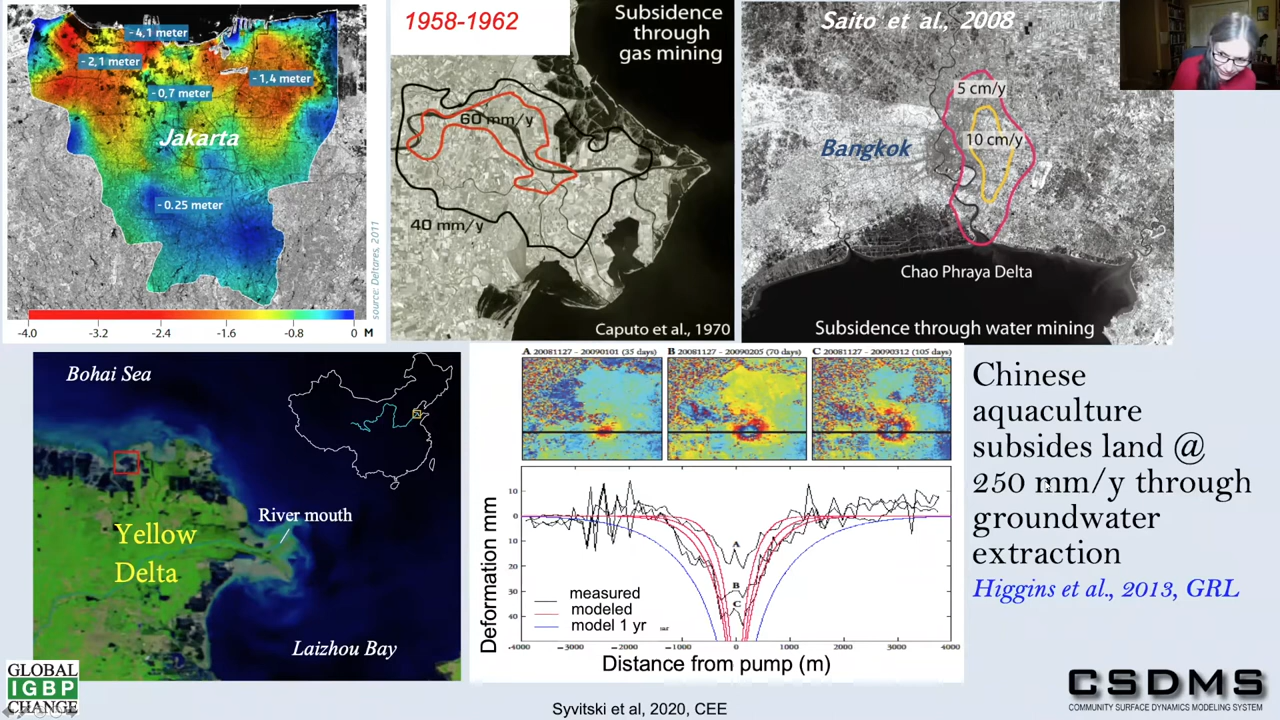 - 4,1 meter
- 2,1 meter
- 1,4 meter
- 0,7 meter
Jakarta
- 0.25 meter
source: Deltares, 2011
-4.0 -3.2 -2.4 -1.6 -0.8 0 M
1958-1962
Subsidence
through
gas mining
60 mm/y
40 mm/y
Caputo et al., 1970
Saito et al., 2008
5 cm/y
10 cm/y
Bangkok
Chao Phraya Delta
Subsidence through water mining
Bohai Sea
River mouth
Yellow
Delta
Laizhou Bay
A 20081127 - 20090101 (35 days)
B 20081127 - 20090205 (70 days)
C 20081127 - 20090312 (105 days)
Deformation mm
10
0
10
20
30
40
A
B
C
measured
modeled
model 1 yr
-4000 -3000 -2000 -1000 0 1000 2000 3000 4000
Distance from pump (m)
Chinese
aquaculture
subsides land @
250 mm/y through
groundwater
extraction
Higgins et al., 2013, GRL
GLOBAL
IGBP
CHANGE
Syvitski et al, 2020, CEE
CSDMS
COMMUNITY SURFACE DYNAMICS MODELING SYSTEM